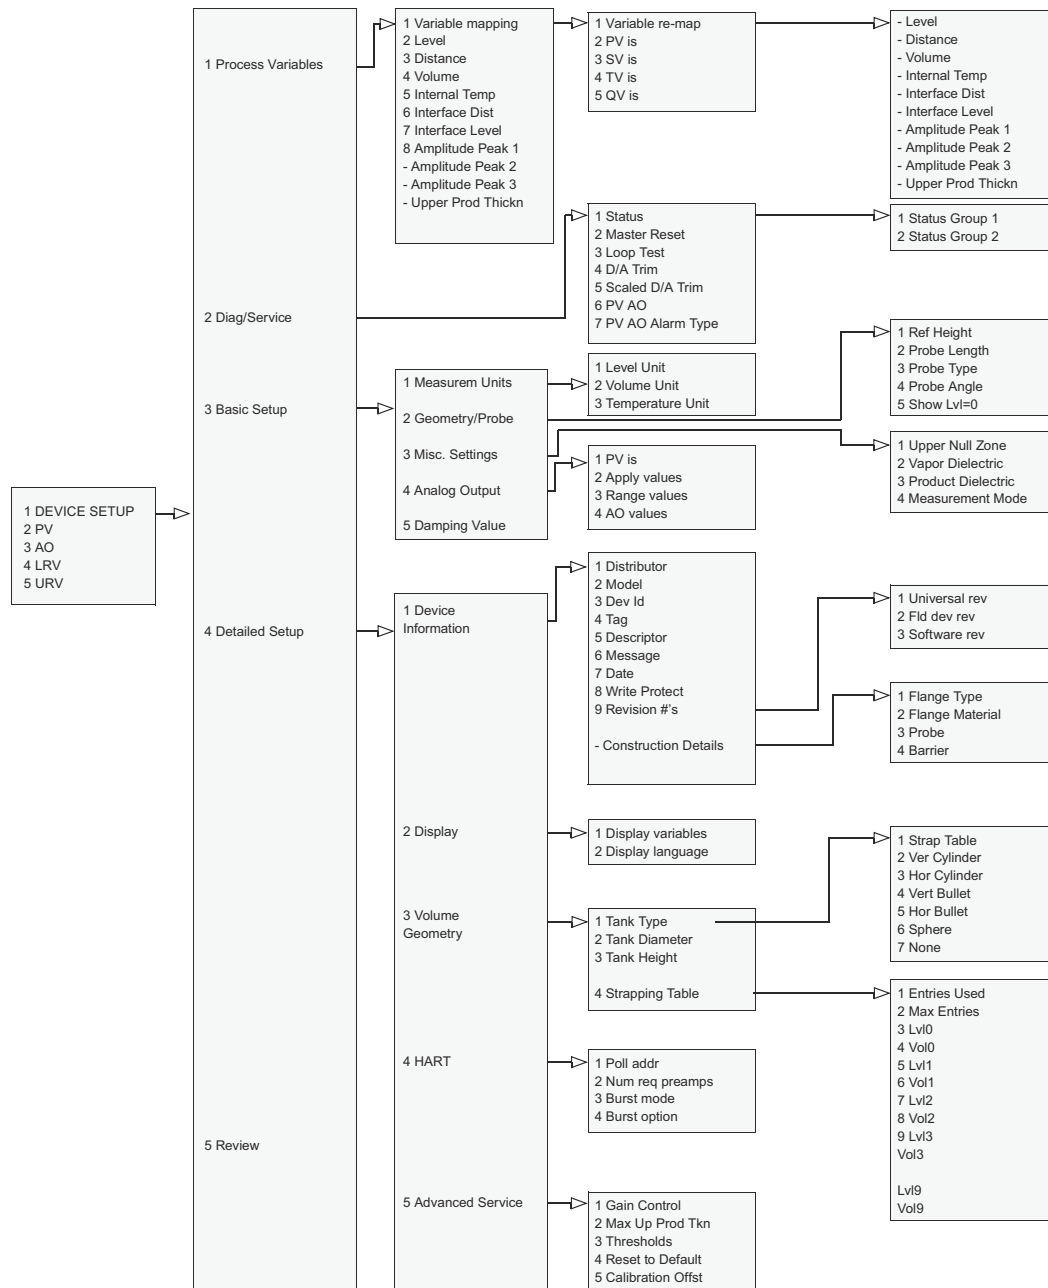 1 DEVICE SETUP
2 PV
3 AO
4 LRV
5 URV
1 Process Variables
2 Diag/Service
3 Basic Setup
4 Detailed Setup
5 Review
1 Variable mapping
2 Level
3 Distance
4 Volume
5 Internal Temp
6 Interface Dist
7 Interface Level
8 Amplitude Peak 1
- Amplitude Peak 2
- Amplitude Peak 3
- Upper Prod Thickn
1 Variable re-map
2 PV is
3 SV is
4 TV is
5 QV is
- Level
- Distance
- Volume
- Internal Temp
- Interface Dist
- Interface Level
- Amplitude Peak 1
- Amplitude Peak 2
- Amplitude Peak 3
- Upper Prod Thickn
1 Status
2 Master Reset
3 Loop Test
4 D/A Trim
5 Scaled D/A Trim
6 PV AO
7 PV AO Alarm Type
1 Status Group 1
2 Status Group 2
1 Measurem Units
2 Geometry/Probe
3 Misc. Settings
4 Analog Output
5 Damping Value
1 Level Unit
2 Volume Unit
3 Temperature Unit
1 Ref Height
2 Probe Length
3 Probe Type
4 Probe Angle
5 Show Lvl=0
1 Upper Null Zone
2 Vapor Dielectric
3 Product Dielectric
4 Measurement Mode
1 PV is
2 Apply values
3 Range values
4 AO values
1 Device
Information
2 Display
3 Volume
Geometry
4 HART
5 Advanced Service
1 Distributor
2 Model
3 Dev Id
4 Tag
5 Descriptor
6 Message
7 Date
8 Write Protect
9 Revision #'s
- Construction Details
1 Universal rev
2 Fld dev rev
3 Software rev
1 Flange Type
2 Flange Material
3 Probe
4 Barrier
1 Display variables
2 Display language
1 Tank Type
2 Tank Diameter
3 Tank Height
4 Strapping Table
1 Strap Table
2 Ver Cylinder
3 Hor Cylinder
4 Vert Bullet
5 Hor Bullet
6 Sphere
7 None
1 Entries Used
2 Max Entries
3 Lvl0
4 Vol0
5 Lvl1
6 Vol1
7 Lvl2
8 Vol2
9 Lvl3
Vol3
Lvl9
Vol9
1 Poll addr
2 Num req preamps
3 Burst mode
4 Burst option
1 Gain Control
2 Max Up Prod Tkn
3 Thresholds
4 Reset to Default
5 Calibration Offst